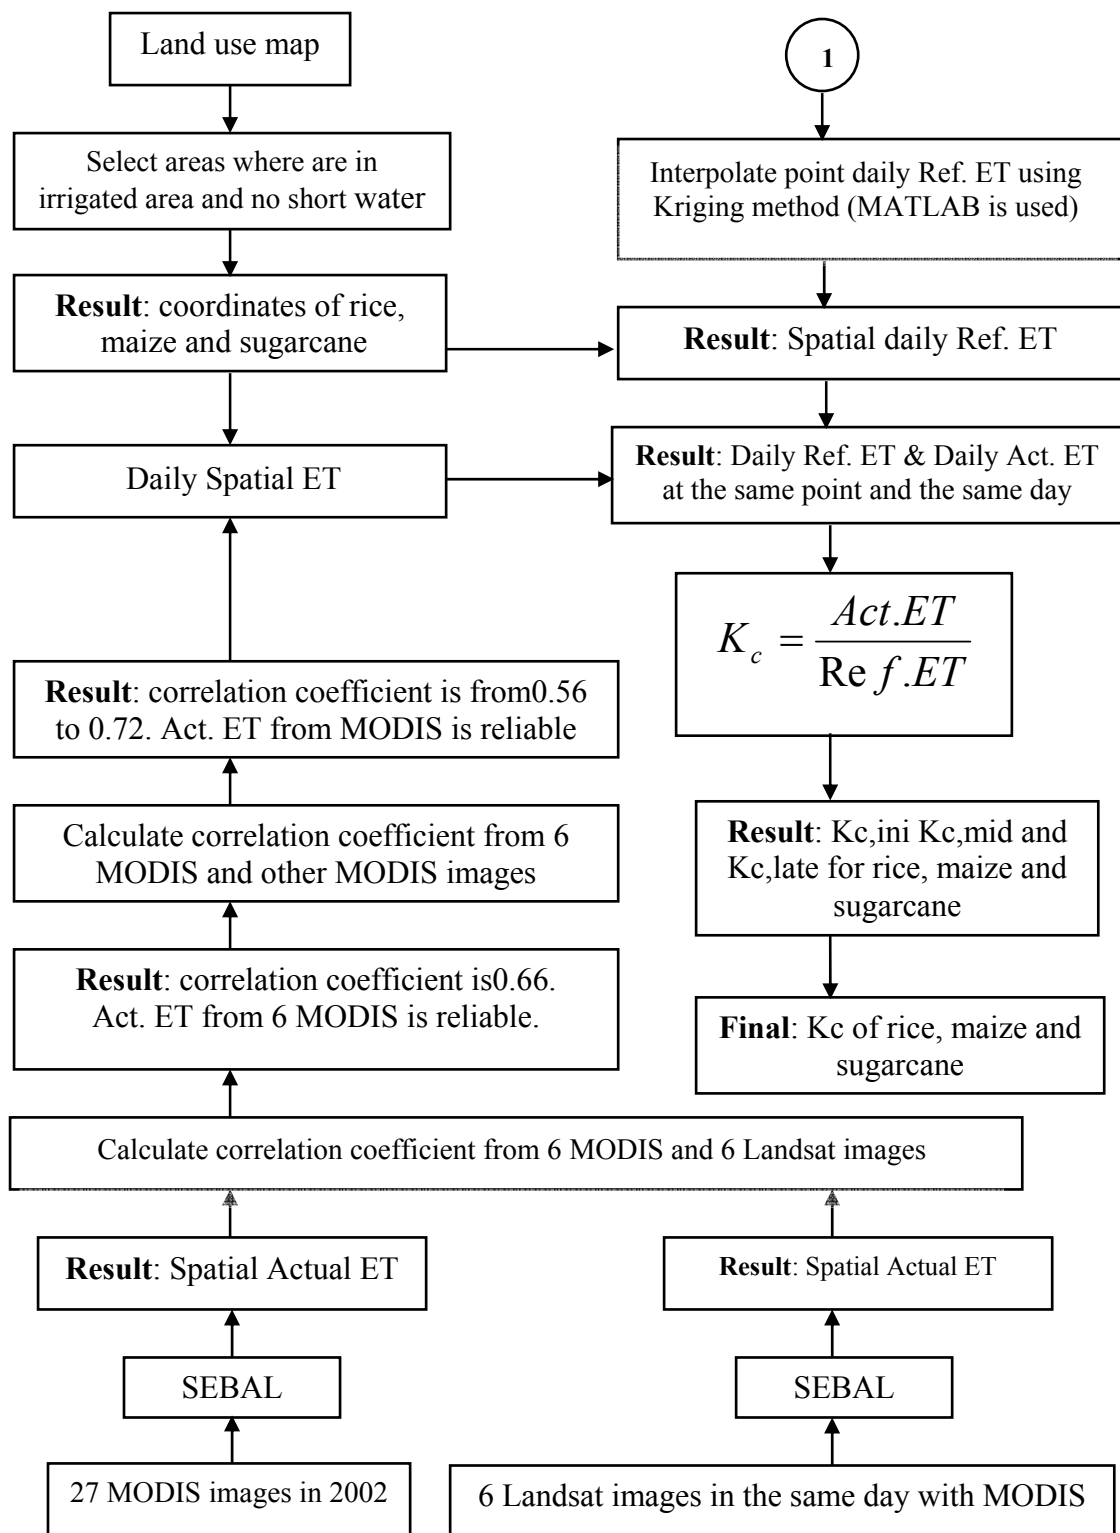 Land use map
1
Select areas where are in
irrigated area and no short water
Interpolate point daily Ref. ET using
Kriging method (MATLAB is used)
Result: coordinates of rice,
maize and sugarcane
Result: Spatial daily Ref. ET
Daily Spatial ET
Result: Daily Ref. ET & Daily Act. ET
at the same point and the same day
K_c = Act.ET / Re f.ET
Result: correlation coefficient is from0.56
to 0.72. Act. ET from MODIS is reliable
Calculate correlation coefficient from 6
MODIS and other MODIS images
Result: Kc,ini Kc,mid and
Kc,late for rice, maize and
sugarcane
Result: correlation coefficient is0.66.
Act. ET from 6 MODIS is reliable.
Final: Kc of rice, maize and
sugarcane
Calculate correlation coefficient from 6 MODIS and 6 Landsat images
Result: Spatial Actual ET
Result: Spatial Actual ET
SEBAL
SEBAL
27 MODIS images in 2002
6 Landsat images in the same day with MODIS